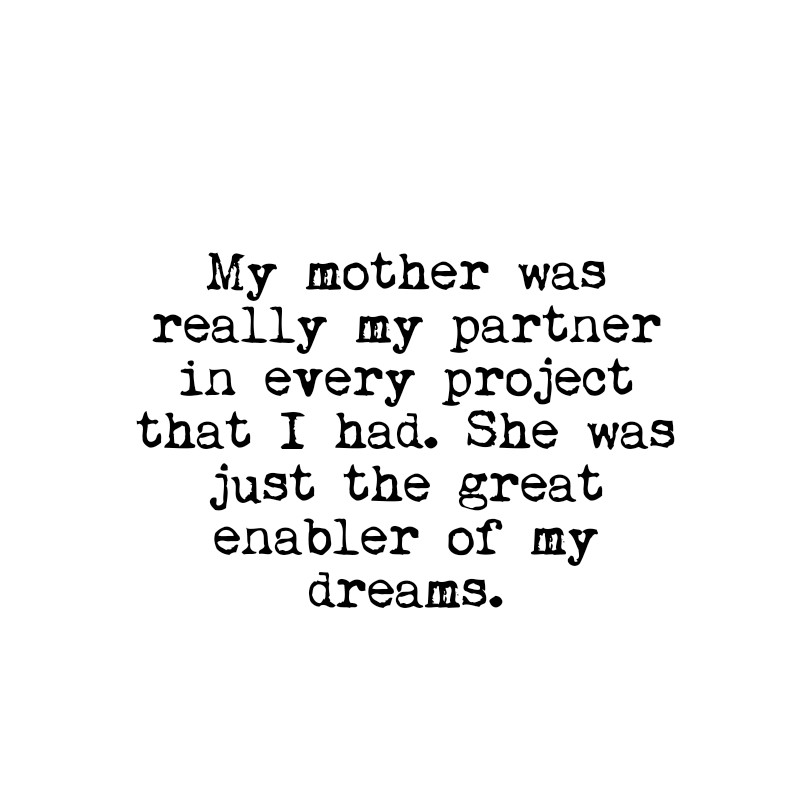 My mother was
really my partner
in every project
that I had. She was
just the great
enabler of my
dreams.